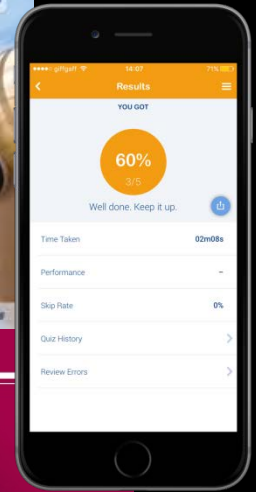 giffgaff 14:07 71%
Results
YOU GOT
60%
3/5
Well done. Keep it up.
Time Taken 02m08s
Performance -
Skip Rate 0%
Quiz History
Review Errors